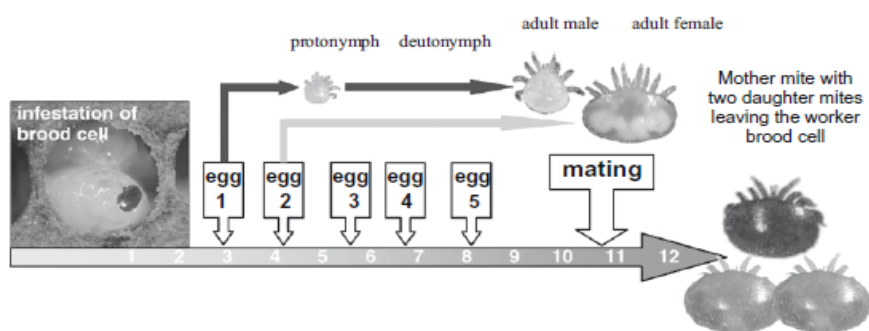 protonymph
deutonymph
adult male
adult female
Mother mite with
two daughter mites
leaving the worker
brood cell
infestation of
brood cell
egg
1
egg
2
egg
3
egg
4
egg
5
mating
1 2 3 4 5 6 7 8 9 10 11 12